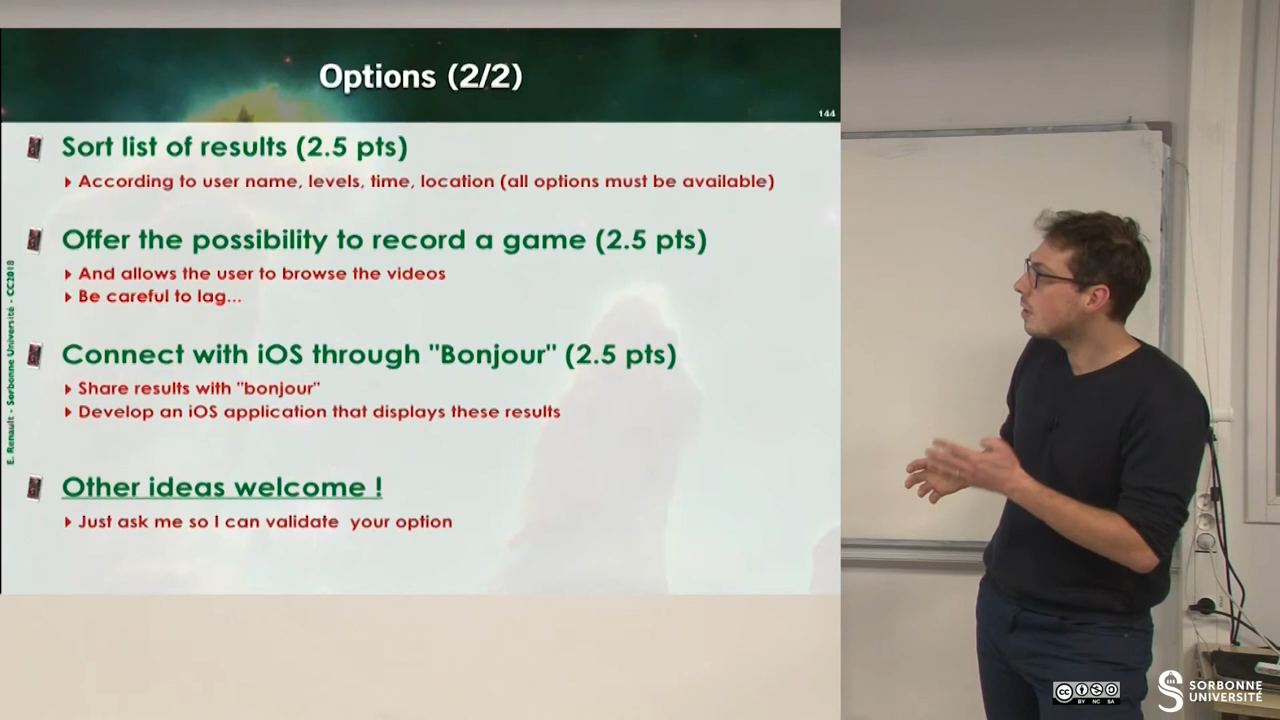 Options (2/2)
144
Sort list of results (2.5 pts)
According to user name, levels, time, location (all options must be available)
Offer the possibility to record a game (2.5 pts)
And allows the user to browse the videos
Be careful to lag...
Connect with iOS through "Bonjour" (2.5 pts)
Share results with "bonjour"
Develop an iOS application that displays these results
Other ideas welcome !
Just ask me so I can validate  your option
E. Renault - Sorbonne Université - CC2018
CC BY NC SA
SORBONNE
UNIVERSITÉ